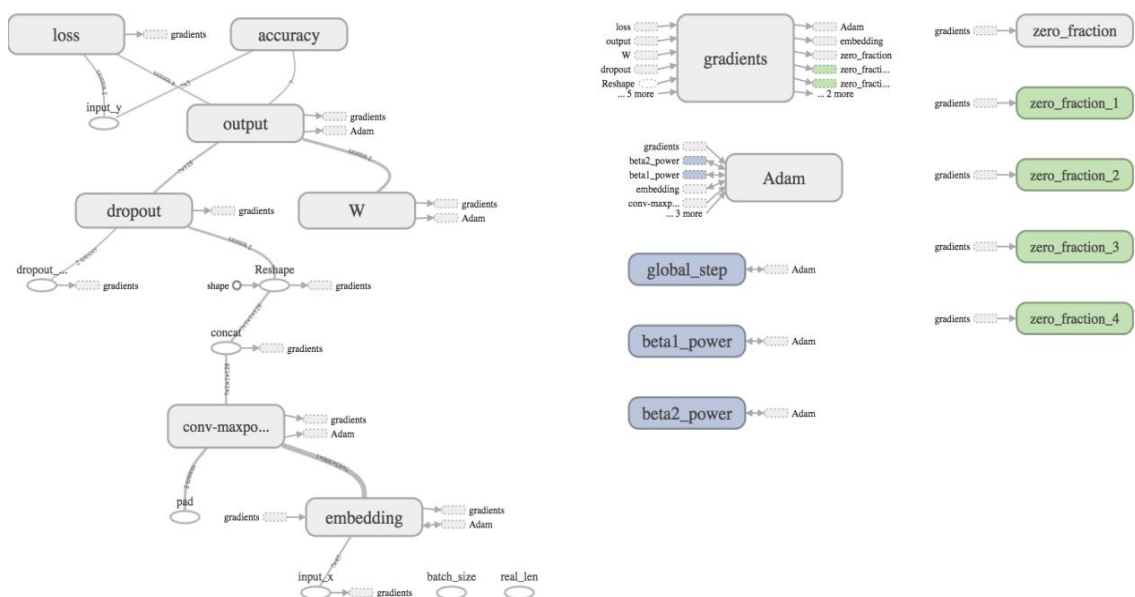 loss
gradients
accuracy
input_y
output
gradients
Adam
dropout
gradients
W
gradients
Adam
dropout_...
gradients
Reshape
shape
gradients
concat
gradients
conv-maxpo...
gradients
Adam
pad
gradients
embedding
gradients
Adam
input_x
gradients
batch_size
real_len
loss
output
W
dropout
Reshape
... 5 more
gradients
Adam
embedding
zero_fraction
zero_fracti...
zero_fracti...
... 2 more
gradients
beta2_power
beta1_power
embedding
conv-maxp...
... 3 more
Adam
global_step
Adam
beta1_power
Adam
beta2_power
Adam
gradients
zero_fraction
gradients
zero_fraction_1
gradients
zero_fraction_2
gradients
zero_fraction_3
gradients
zero_fraction_4